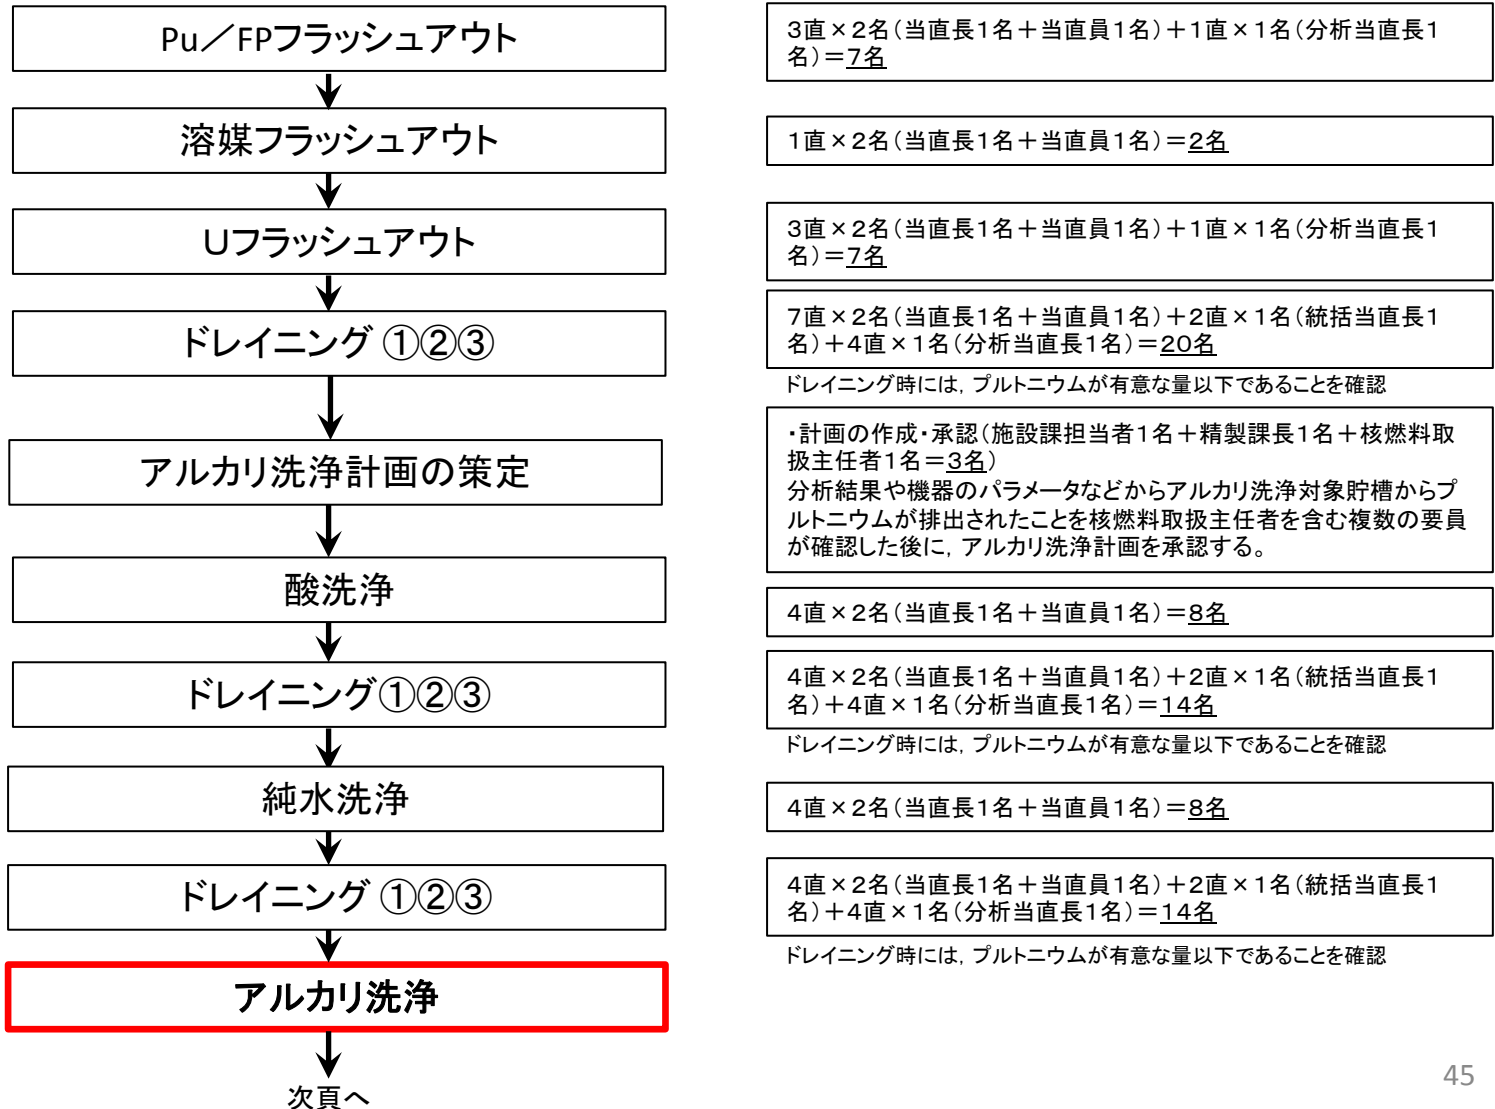 Pu／FPフラッシュアウト
3直×2名（当直長1名＋当直員1名）＋1直×1名（分析当直長1
名）＝7名
溶媒フラッシュアウト
1直×2名（当直長1名＋当直員1名）＝2名
Uフラッシュアウト
3直×2名（当直長1名＋当直員1名）＋1直×1名（分析当直長1
名）＝7名
ドレイニング ①②③
7直×2名（当直長1名＋当直員1名）＋2直×1名（統括当直長1
名）＋4直×1名（分析当直長1名）＝20名
ドレイニング時には，プルトニウムが有意な量以下であることを確認
アルカリ洗浄計画の策定
・計画の作成・承認（施設課担当者1名＋精製課長1名＋核燃料取
扱主任者1名＝3名）
分析結果や機器のパラメータなどからアルカリ洗浄対象貯槽からプ
ルトニウムが排出されたことを核燃料取扱主任者を含む複数の要員
が確認した後に，アルカリ洗浄計画を承認する。
酸洗浄
4直×2名（当直長1名＋当直員1名）＝8名
ドレイニング①②③
4直×2名（当直長1名＋当直員1名）＋2直×1名（統括当直長1
名）＋4直×1名（分析当直長1名）＝14名
ドレイニング時には，プルトニウムが有意な量以下であることを確認
純水洗浄
4直×2名（当直長1名＋当直員1名）＝8名
ドレイニング ①②③
4直×2名（当直長1名＋当直員1名）＋2直×1名（統括当直長1
名）＋4直×1名（分析当直長1名）＝14名
ドレイニング時には，プルトニウムが有意な量以下であることを確認
アルカリ洗浄
次頁へ
45